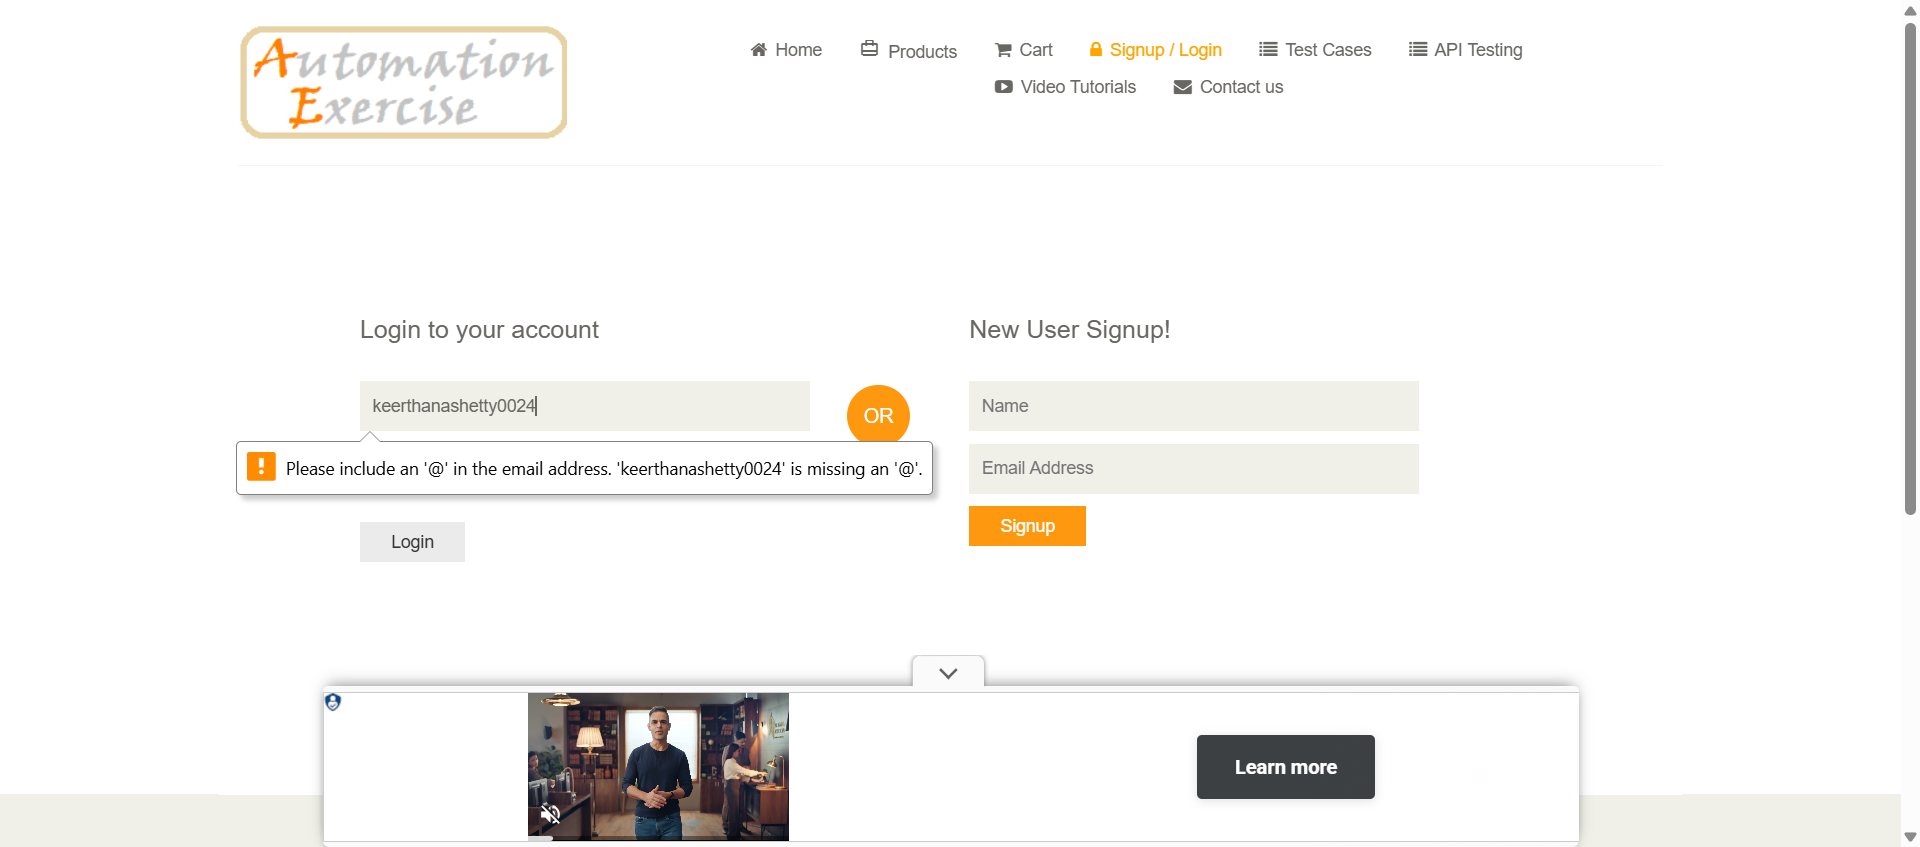 Automation
Exercise
Home
Products
Cart
Signup / Login
Test Cases
API Testing
Video Tutorials
Contact us
Login to your account
New User Signup!
keerthanashetty0024
OR
Name
Please include an '@' in the email address. 'keerthanashetty0024' is missing an '@'.
Email Address
Login
Signup
Learn more